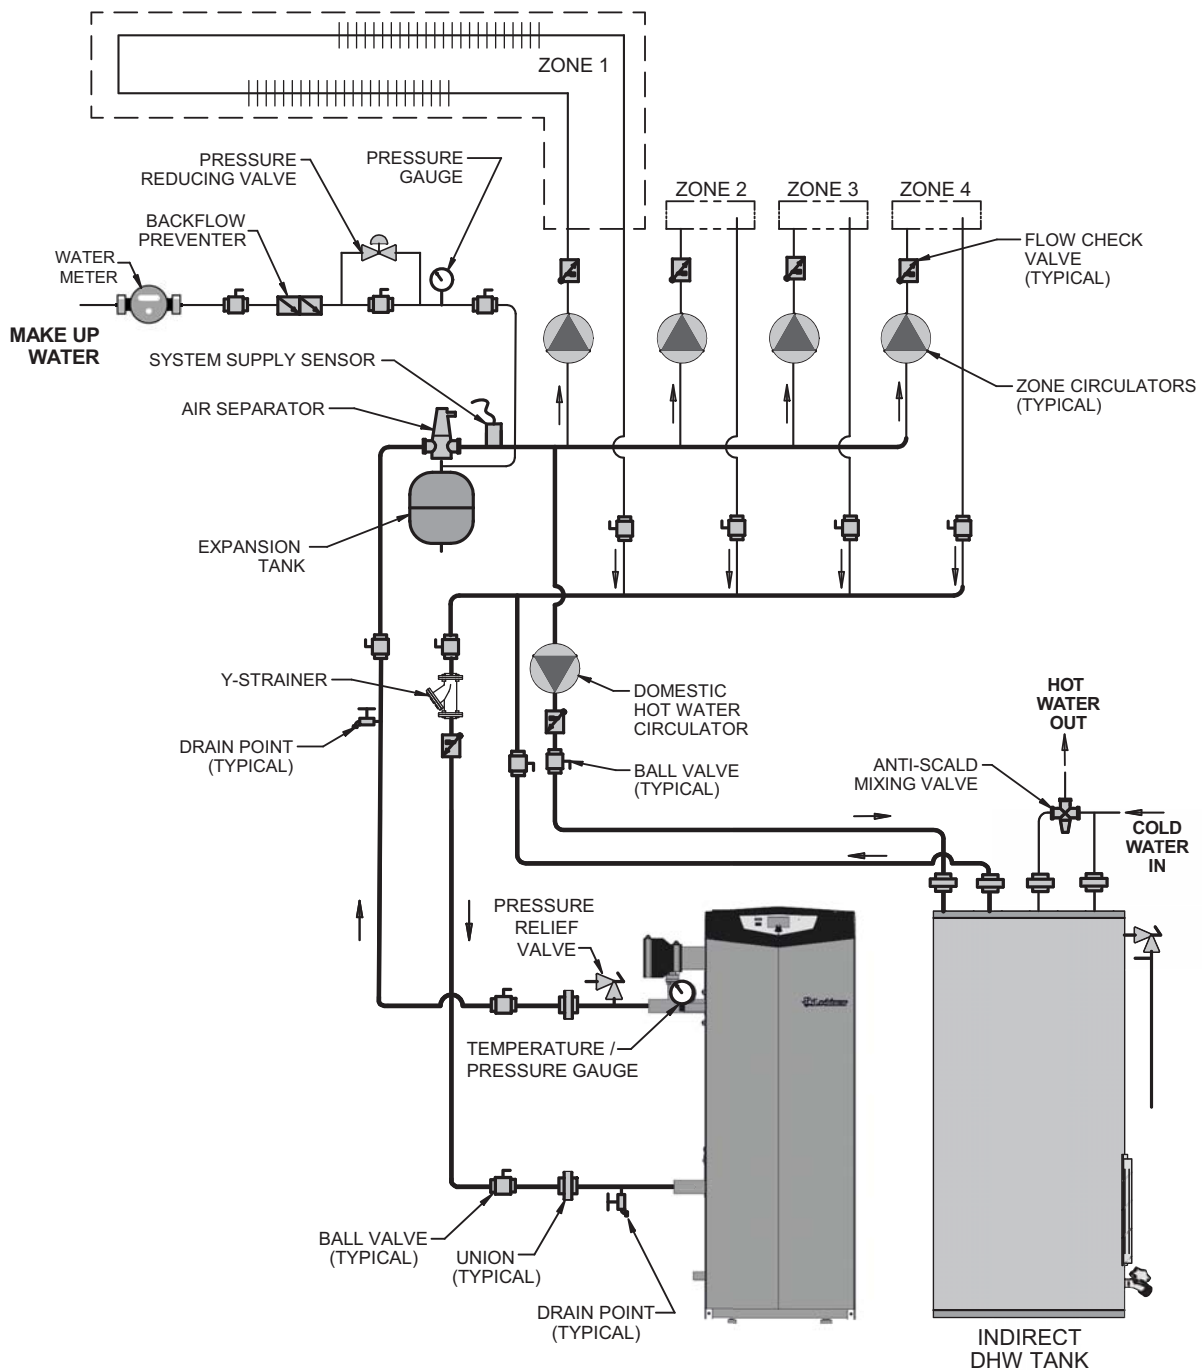 ZONE 1
PRESSURE
REDUCING VALVE
PRESSURE
GAUGE
ZONE 2
ZONE 3
ZONE 4
BACKFLOW
PREVENTER
FLOW CHECK
VALVE
(TYPICAL)
WATER
METER
MAKE UP
WATER
SYSTEM SUPPLY SENSOR
AIR SEPARATOR
ZONE CIRCULATORS
(TYPICAL)
EXPANSION
TANK
Y-STRAINER
DOMESTIC
HOT WATER
CIRCULATOR
HOT
WATER
OUT
DRAIN POINT
(TYPICAL)
BALL VALVE
(TYPICAL)
ANTI-SCALD
MIXING VALVE
COLD
WATER
IN
PRESSURE
RELIEF
VALVE
Lochinvar
TEMPERATURE /
PRESSURE GAUGE
BALL VALVE
(TYPICAL)
UNION
(TYPICAL)
DRAIN POINT
(TYPICAL)
INDIRECT
DHW TANK